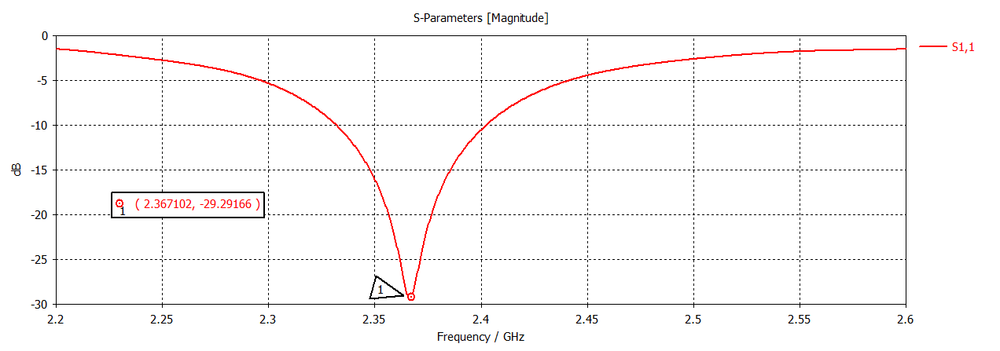 S-Parameters [Magnitude]
S1,1
0
-5
-10
-15
-20
-25
-30
dB
( 2.367102, -29.29166 )
1
1
2.2 2.25 2.3 2.35 2.4 2.45 2.5 2.55 2.6
Frequency / GHz